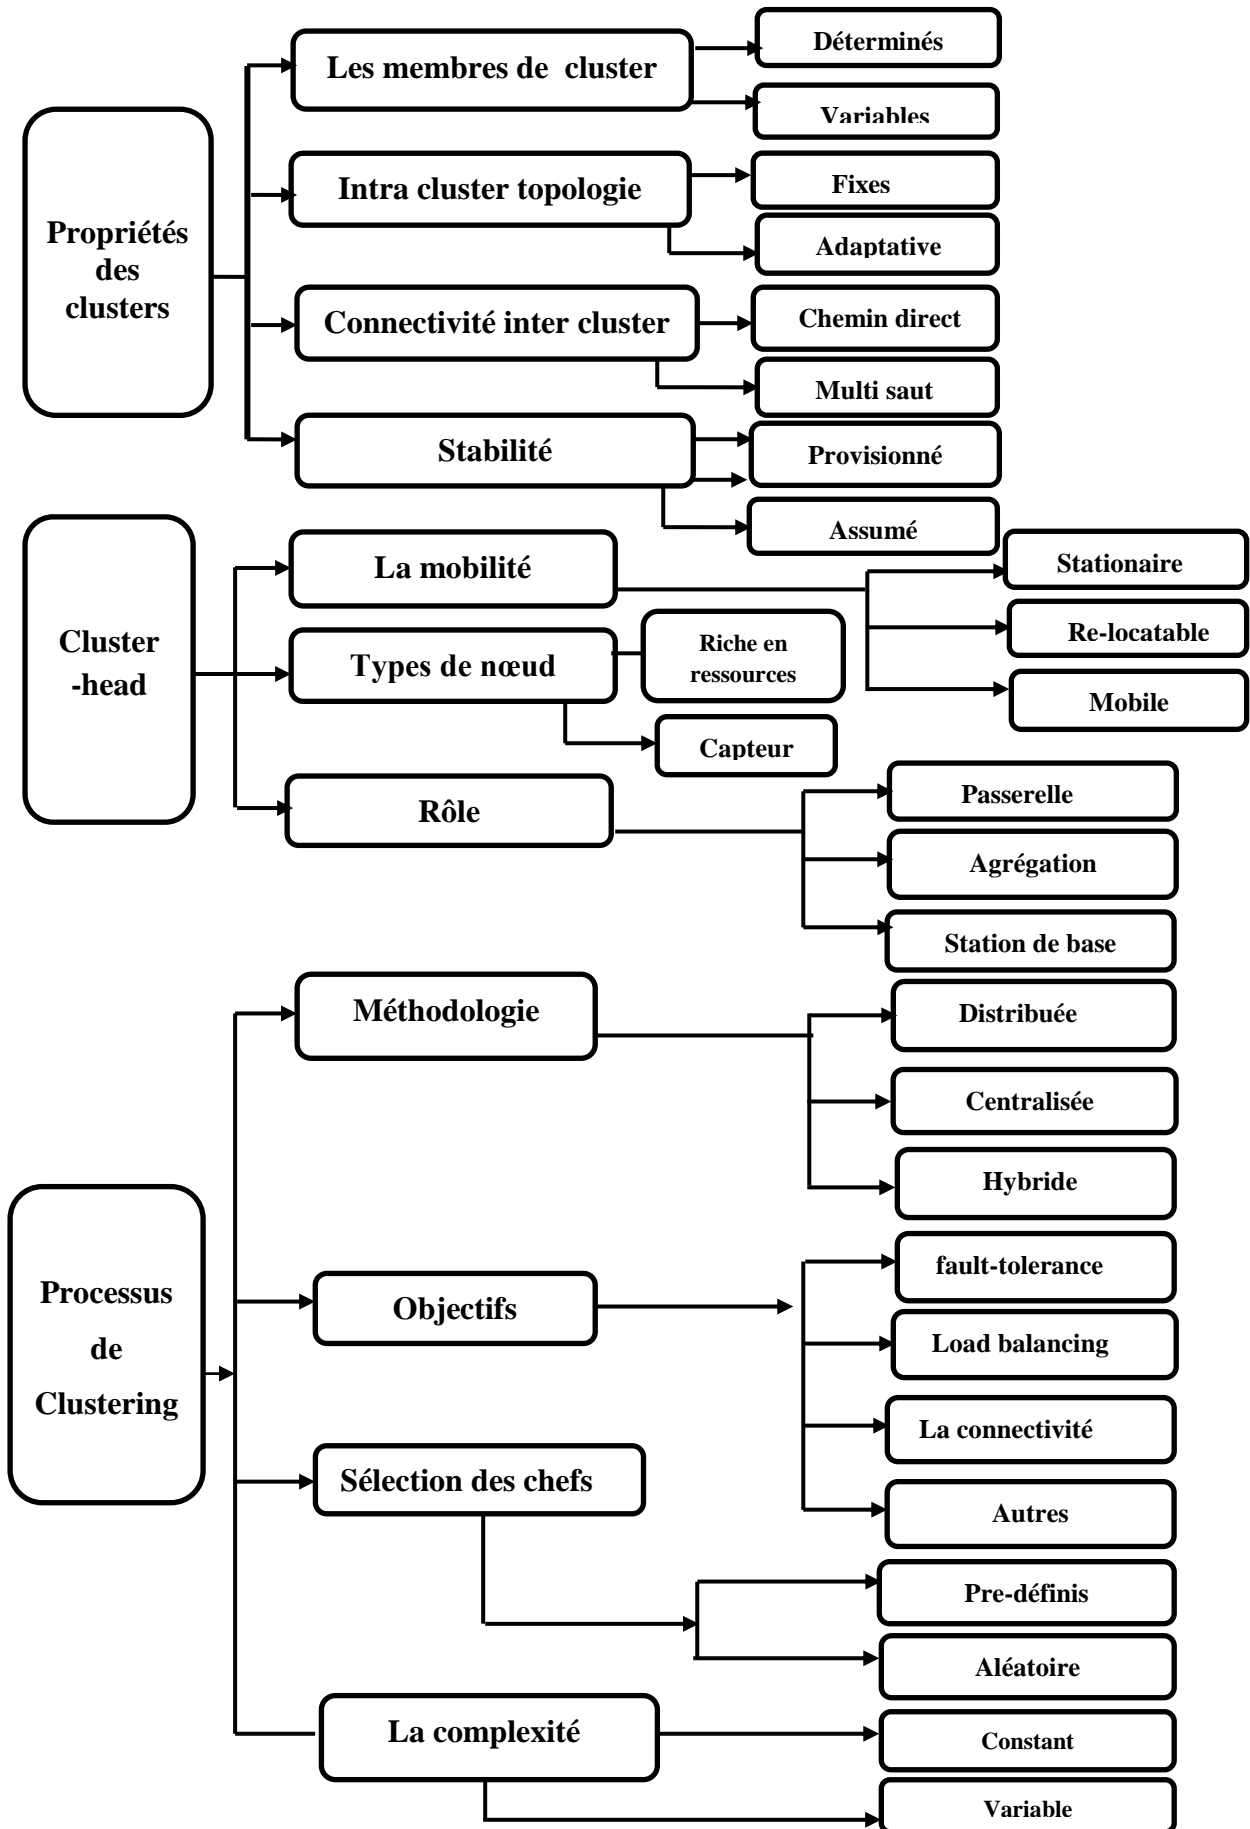 Propriétés
des
clusters
Les membres de cluster
Déterminés
Variables
Intra cluster topologie
Fixes
Adaptative
Connectivité inter cluster
Chemin direct
Multi saut
Stabilité
Provisionné
Assumé
Cluster
-head
La mobilité
Stationaire
Re-locatable
Mobile
Types de nœud
Riche en
ressources
Capteur
Rôle
Passerelle
Agrégation
Station de base
Processus
de
Clustering
Méthodologie
Distribuée
Centralisée
Hybride
Objectifs
fault-tolerance
Load balancing
La connectivité
Autres
Sélection des chefs
Pre-définis
Aléatoire
La complexité
Constant
Variable